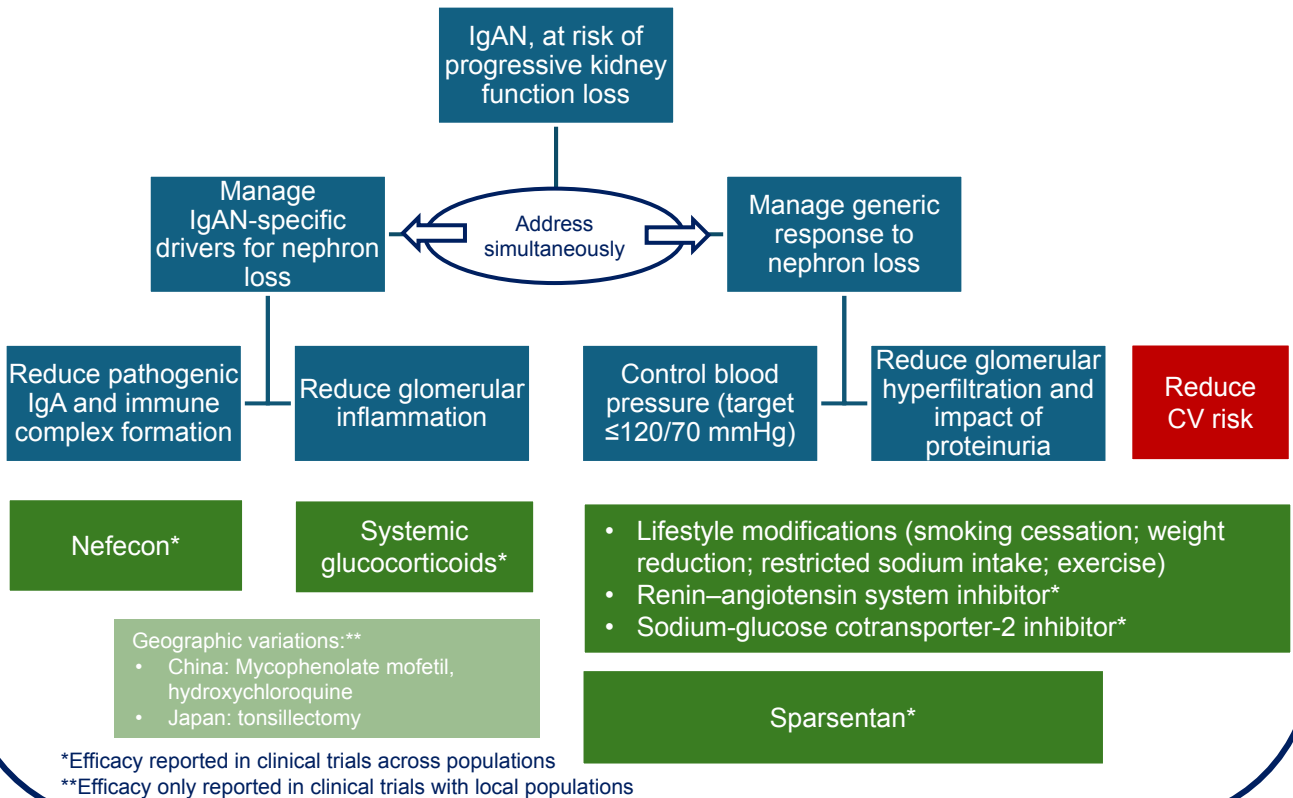 IgAN, at risk of
progressive kidney
function loss
Manage
IgAN-specific
drivers for nephron
loss
Address
simultaneously
Manage generic
response to
nephron loss
Reduce pathogenic
IgA and immune
complex formation
Reduce glomerular
inflammation
Control blood
pressure (target
≤120/70 mmHg)
Reduce glomerular
hyperfiltration and
impact of
proteinuria
Reduce
CV risk
Nefecon*
Systemic
glucocorticoids*
• Lifestyle modifications (smoking cessation; weight
reduction; restricted sodium intake; exercise)
• Renin–angiotensin system inhibitor*
• Sodium-glucose cotransporter-2 inhibitor*
Geographic variations:**
• China: Mycophenolate mofetil,
hydroxychloroquine
• Japan: tonsillectomy
Sparsentan*
*Efficacy reported in clinical trials across populations
**Efficacy only reported in clinical trials with local populations